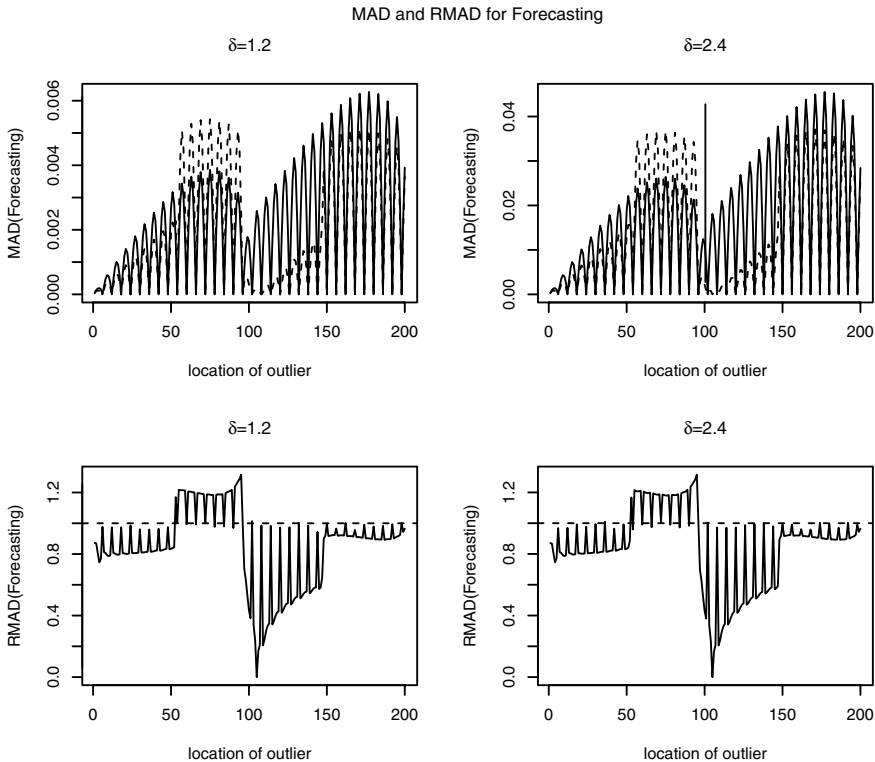 MAD and RMAD for Forecasting
δ=1.2
MAD(Forecasting)
0.000
0.002
0.004
0.006
0
50
100
150
200
location of outlier
δ=2.4
MAD(Forecasting)
0.00
0.02
0.04
0
50
100
150
200
location of outlier
δ=1.2
RMAD(Forecasting)
0.0
0.4
0.8
1.2
0
50
100
150
200
location of outlier
δ=2.4
RMAD(Forecasting)
0.0
0.4
0.8
1.2
0
50
100
150
200
location of outlier